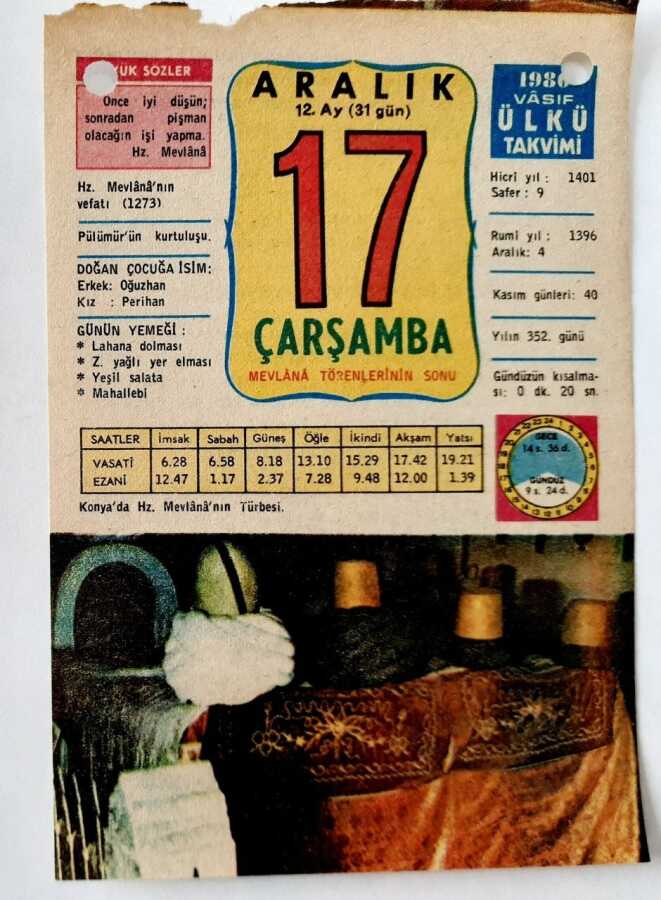 YÜK SOZLER
Once iyi düşün;
sonradan pişman
olacağın işi yapma.
Hz. Mevlânâ
Hz. Mevlânâ'nın
vefatı (1273)
Pülümür'ün kurtuluşu.
DOĞAN ÇOCUĞA İSİM:
Erkek: Oğuzhan
Kız : Perihan
GÜNÜN YEMEĞİ :
* Lahana dolması
* Z. yağlı yer elması
* Yeşil salata
* Mahallebi
ARALIK
12. Ay (31 gün)
17
ÇARŞAMBA
MEVLÂNÂ TÖRENLERİNİN SONU
1980
VÂSIF
ÜLKÜ
TAKVİMİ
Hicrî yıl : 1401
Safer : 9
Rumî yıl : 1396
Aralık: 4
Kasım günleri: 40
Yılın 352. günü
Gündüzün kısalma-
sı: 0 dk. 20 sn.
SAATLER İmsak Sabah Güneş Öğle İkindi Akşam Yatsı
VASATİ 6.28 6.58 8.18 13.10 15.29 17.42 19.21
EZANİ 12.47 1.17 2.37 7.28 9.48 12.00 1.39
GECE
14 s. 36 d.
GÜNDÜZ
9 s. 24 d.
Konya'da Hz. Mevlânâ'nın Türbesi.